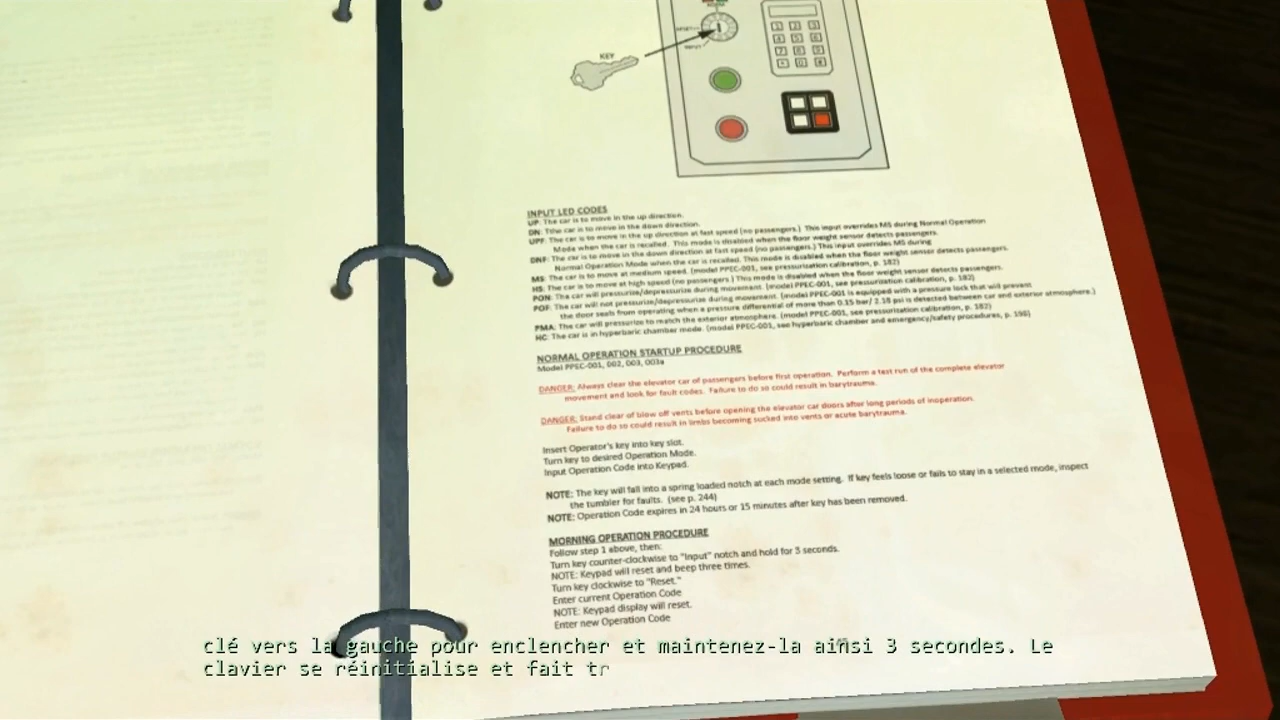 KEY
INPUT LED CODES
UP: The car is to move in the up direction.
DN: The car is to move in the down direction.
UPF: The car is to move in the up direction at fast speed (no passengers.) This input overrides MS during Normal Operation
Mode when the car is recalled. This mode is disabled when the floor weight sensor detects passengers.
DNF: The car is to move in the down direction at fast speed (no passengers.) This input overrides MS during
Normal Operation Mode when the car is recalled. This mode is disabled when the floor weight sensor detects passengers.
MS: The car is to move at medium speed. (model PPEC-001, see pressurisation calibration, p. 182)
HS: The car is to move at high speed (no passengers.) This mode is disabled when the floor weight sensor detects passengers.
PON: The car will pressurize/depressurize during movement. (model PPEC-001, see pressurization calibration, p. 182)
POF: The car will not pressurize/depressurize during movement. (model PPEC-001 is equipped with a pressure lock that will prevent
the door seals from operating when a pressure differential of more than 0.15 bar/ 2.18 psi is detected between car and exterior atmosphere.)
PMA: The car will pressurize to match the exterior atmosphere. (model PPEC-001, see pressurization calibration, p. 182)
HC: The car is in hyperbaric chamber mode. (model PPEC-001, see hyperbaric chamber and emergency/safety procedures, p. 198)
NORMAL OPERATION STARTUP PROCEDURE
Model PPEC-001, 002, 003, 003a
DANGER: Always clear the elevator car of passengers before first operation. Perform a test run of the complete elevator
movement and look for fault codes. Failure to do so could result in barytrauma.
DANGER: Stand clear of blow off vents before opening the elevator car doors after long periods of inoperation.
Failure to do so could result in limbs becoming sucked into vents or acute barytrauma.
Insert Operator's key into key slot.
Turn key to desired Operation Mode.
Input Operation Code into Keypad.
NOTE: The key will fall into a spring loaded notch at each mode setting. If key feels loose or fails to stay in a selected mode, inspect
the tumbler for faults. (see p. 244)
NOTE: Operation Code expires in 24 hours or 15 minutes after key has been removed.
MORNING OPERATION PROCEDURE
Follow step 1 above, then:
Turn key counter-clockwise to "Input" notch and hold for 3 seconds.
NOTE: Keypad will reset and beep three times.
Turn key clockwise to "Reset."
Enter current Operation Code
NOTE: Keypad display will reset.
Enter new Operation Code
clé vers la gauche pour enclencher et maintenez-la ainsi 3 secondes. Le
clavier se réinitialise et fait tr